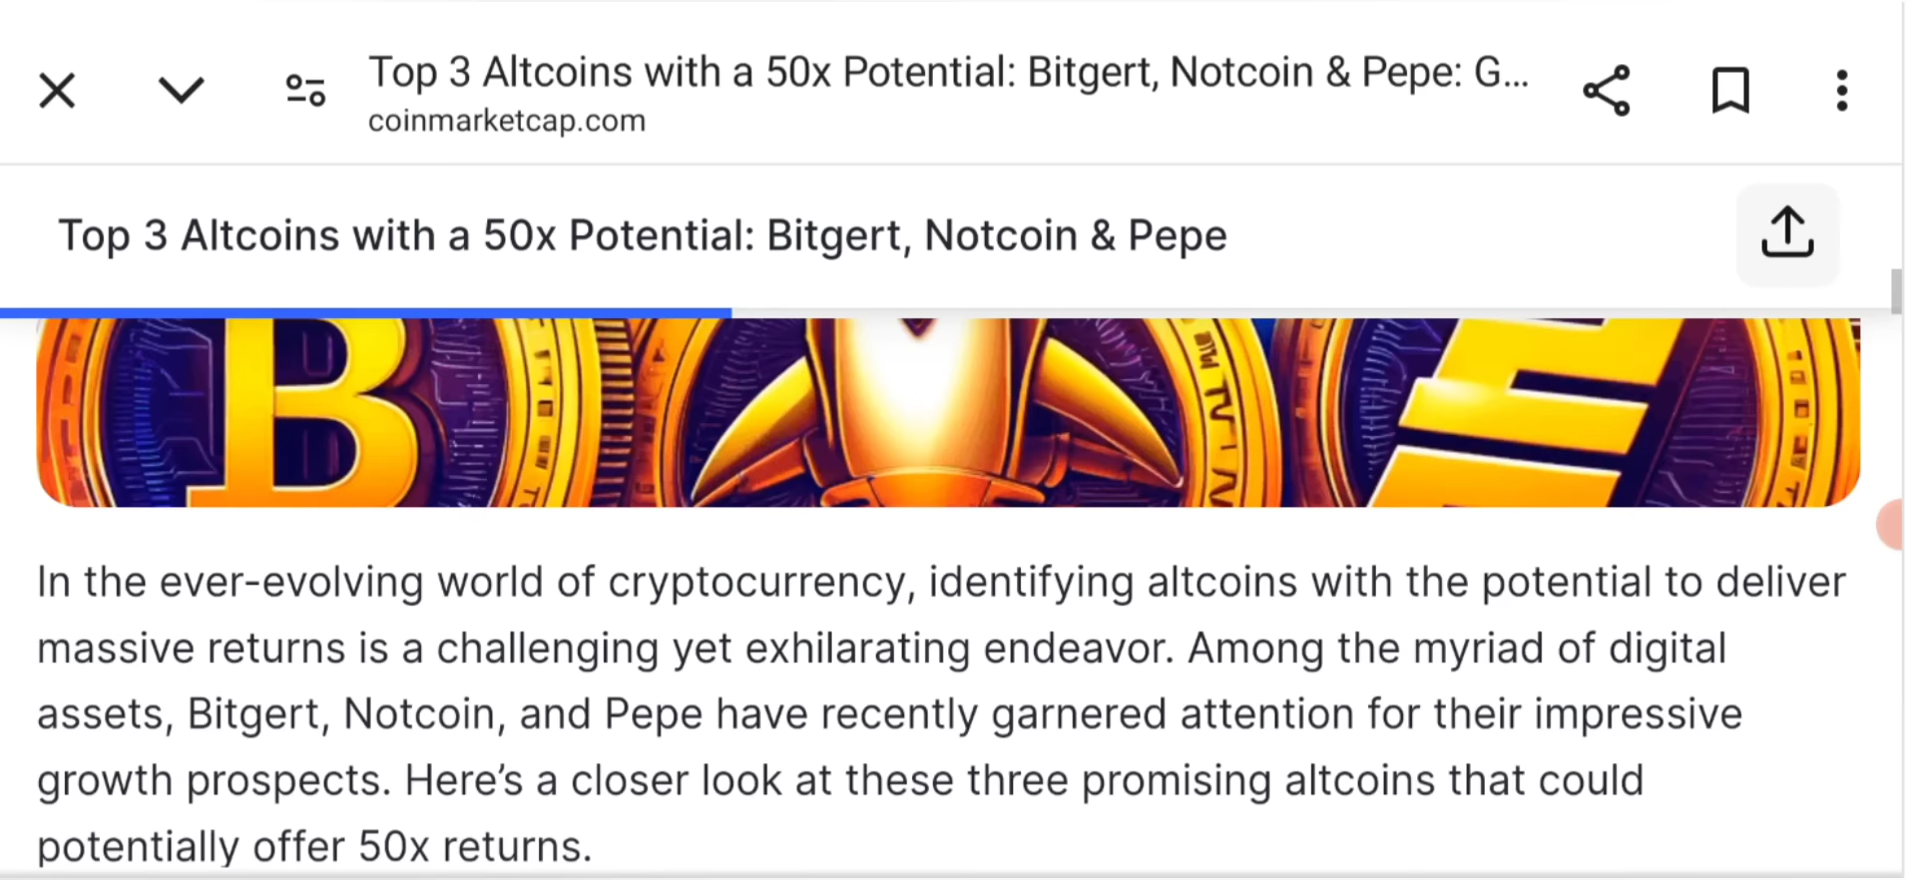 Top 3 Altcoins with a 50x Potential: Bitgert, Notcoin & Pepe: G...
coinmarketcap.com
Top 3 Altcoins with a 50x Potential: Bitgert, Notcoin & Pepe
B
In the ever-evolving world of cryptocurrency, identifying altcoins with the potential to deliver
massive returns is a challenging yet exhilarating endeavor. Among the myriad of digital
assets, Bitgert, Notcoin, and Pepe have recently garnered attention for their impressive
growth prospects. Here’s a closer look at these three promising altcoins that could
potentially offer 50x returns.